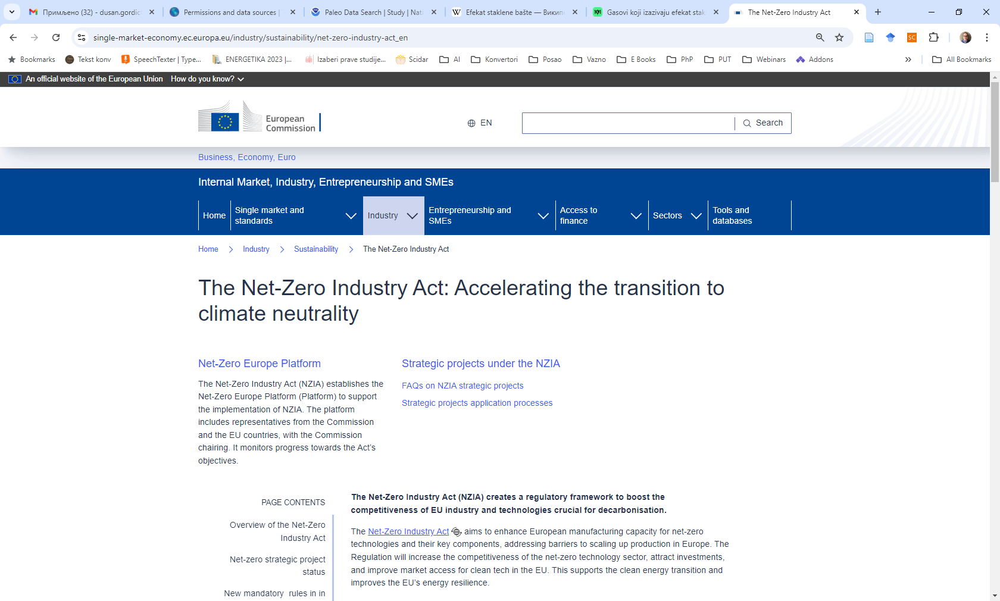 Примљено (32) - dusan.gordic
Permissions and data sources |
Paleo Data Search | Study | Nati
Efekat staklene bašte — Викип
Gasovi koji izazivaju efekat stak
The Net-Zero Industry Act
single-market-economy.ec.europa.eu/industry/sustainability/net-zero-industry-act_en
SC
Bookmarks
Tekst konv
SpeechTexter | Type...
ENERGETIKA 2023 |...
Izaberi prave studije...
Scidar
AI
Konvertori
Posao
Vazno
E Books
PhP
PUT
Webinars
Addons
All Bookmarks
An official website of the European Union How do you know?
European
Commission
EN
Search
Business, Economy, Euro
Internal Market, Industry, Entrepreneurship and SMEs
Home
Single market and
standards
Industry
Entrepreneurship and
SMEs
Access to
finance
Sectors
Tools and
databases
Home
Industry
Sustainability
The Net-Zero Industry Act
The Net-Zero Industry Act: Accelerating the transition to
climate neutrality
Net-Zero Europe Platform
The Net-Zero Industry Act (NZIA) establishes the
Net-Zero Europe Platform (Platform) to support
the implementation of NZIA. The platform
includes representatives from the Commission
and the EU countries, with the Commission
chairing. It monitors progress towards the Act's
objectives.
Strategic projects under the NZIA
FAQs on NZIA strategic projects
Strategic projects application processes
PAGE CONTENTS
Overview of the Net-Zero
Industry Act
Net-zero strategic project
status
New mandatory rules in in
The Net-Zero Industry Act (NZIA) creates a regulatory framework to boost the
competitiveness of EU industry and technologies crucial for decarbonisation.
The Net-Zero Industry Act aims to enhance European manufacturing capacity for net-zero
technologies and their key components, addressing barriers to scaling up production in Europe. The
Regulation will increase the competitiveness of the net-zero technology sector, attract investments,
and improve market access for clean tech in the EU. This supports the clean energy transition and
improves the EU's energy resilience.